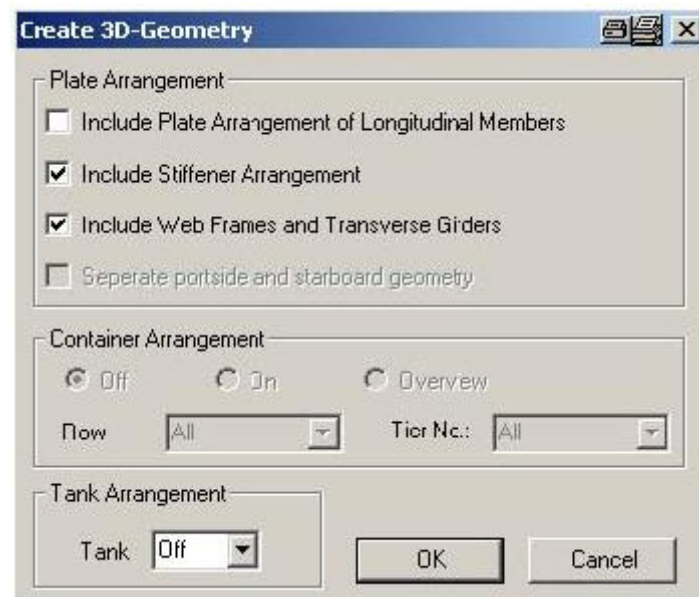 Create 3D-Geometry
Plate Arrangement
Include Plate Arrangement of Longitudinal Members
Include Stiffener Arrangement
Include Web Frames and Transverse Girders
Seperate portside and starboard geometry
Container Arrangement
Off On Overview
Row All Tier No.: All
Tank Arrangement
Tank Off OK Cancel